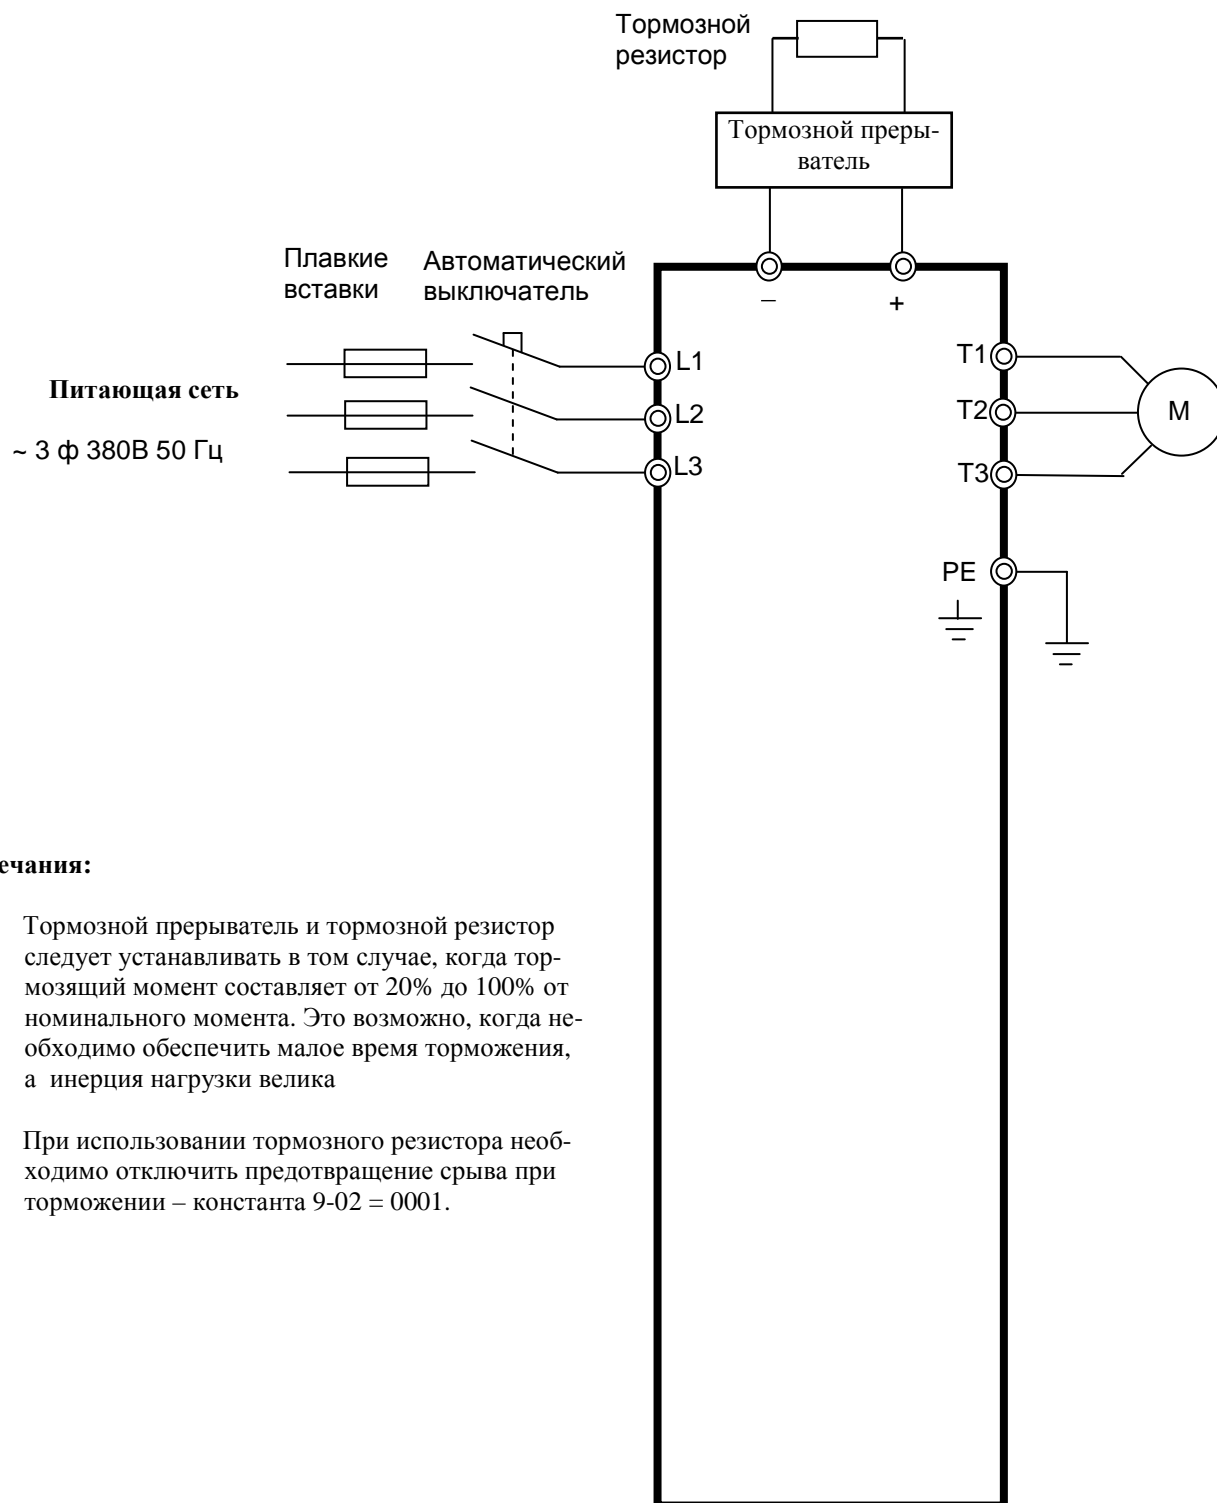 Тормозной
резистор
Тормозной преры-
ватель
Плавкие
вставки
Автоматический
выключатель
–
+
L1
T1
Питающая сеть
L2
T2
M
~ 3 ф 380В 50 Гц
L3
T3
PE
ечания:
Тормозной прерыватель и тормозной резистор
следует устанавливать в том случае, когда тор-
мозящий момент составляет от 20% до 100% от
номинального момента. Это возможно, когда не-
обходимо обеспечить малое время торможения,
а инерция нагрузки велика
При использовании тормозного резистора необ-
ходимо отключить предотвращение срыва при
торможении – константа 9-02 = 0001.